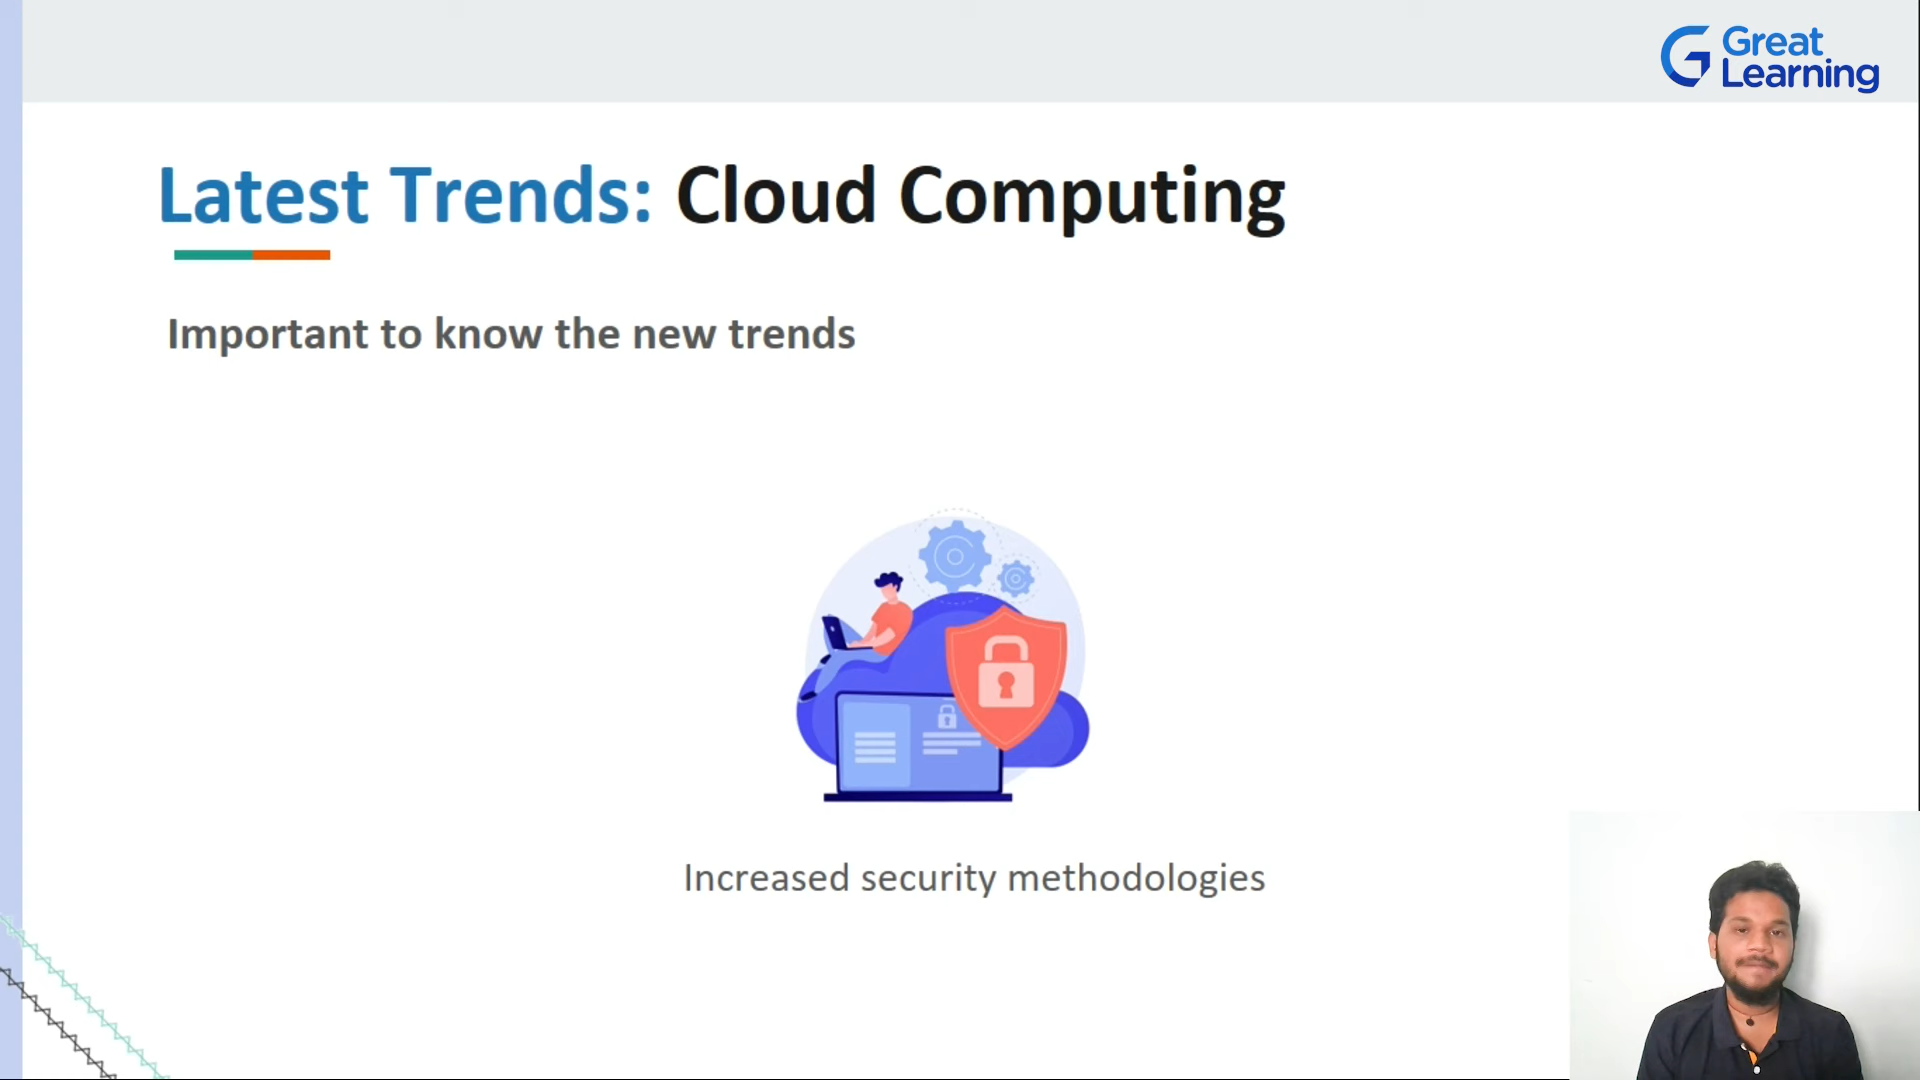 Great
Learning
Latest Trends: Cloud Computing
Important to know the new trends
Increased security methodologies